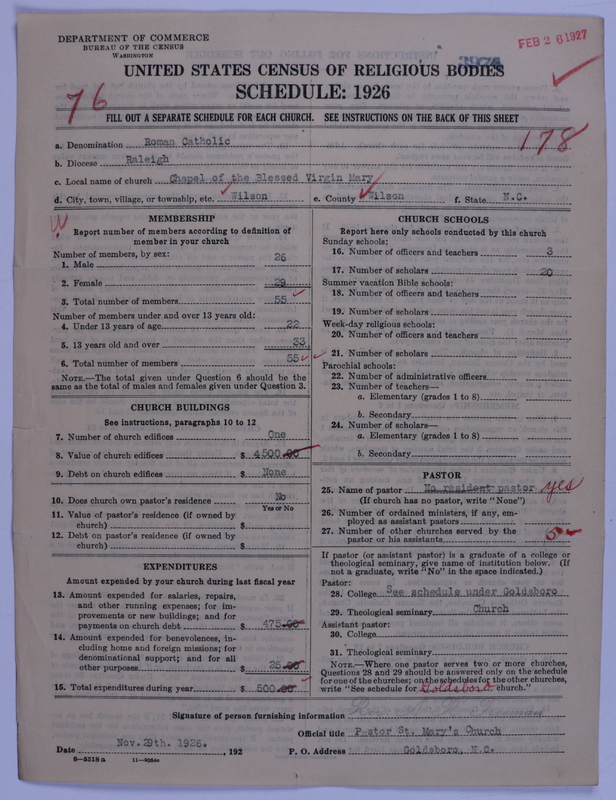 DEPARTMENT OF COMMERCE
BUREAU OF THE CENSUS
WASHINGTON
FEB 26 1927
UNITED STATES CENSUS OF RELIGIOUS BODIES
SCHEDULE: 1926
76
FILL OUT A SEPARATE SCHEDULE FOR EACH CHURCH. SEE INSTRUCTIONS ON THE BACK OF THIS SHEET
178
a. Denomination Roman Catholic
b. Diocese Raleigh
c. Local name of church Chapel of the Blessed Virgin Mary
d. City, town, village, or township, etc. Wilson e. County Wilson f. State N.C.
MEMBERSHIP
Report number of members according to definition of
member in your church
Number of members, by sex:
1. Male 26
2. Female 29
3. Total number of members 55
Number of members under and over 13 years old:
4. Under 13 years of age 22
5. 13 years old and over 33
6. Total number of members 55
NOTE.—The total given under Question 6 should be the
same as the total of males and females given under Question 3.
CHURCH BUILDINGS
See instructions, paragraphs 10 to 12
7. Number of church edifices One
8. Value of church edifices $ 4500.00
9. Debt on church edifices $ None
10. Does church own pastor's residence No
Yes or No
11. Value of pastor's residence (if owned by
church) $
12. Debt on pastor's residence (if owned by
church) $
EXPENDITURES
Amount expended by your church during last fiscal year
13. Amount expended for salaries, repairs,
and other running expenses; for im-
provements or new buildings; and for
payments on church debt $ 475.00
14. Amount expended for benevolences, in-
cluding home and foreign missions; for
denominational support; and for all
other purposes $ 25.00
15. Total expenditures during year $ 500.00
CHURCH SCHOOLS
Report here only schools conducted by this church
Sunday schools:
16. Number of officers and teachers 3
17. Number of scholars 20
Summer vacation Bible schools:
18. Number of officers and teachers
19. Number of scholars
Week-day religious schools:
20. Number of officers and teachers
21. Number of scholars
Parochial schools:
22. Number of administrative officers
23. Number of teachers—
a. Elementary (grades 1 to 8)
b. Secondary
24. Number of scholars—
a. Elementary (grades 1 to 8)
b. Secondary
PASTOR
25. Name of pastor No resident pastor yes
(If church has no pastor, write "None")
26. Number of ordained ministers, if any, em-
ployed as assistant pastors
27. Number of other churches served by the
pastor or his assistants 5
If pastor (or assistant pastor) is a graduate of a college or
theological seminary, give name of institution below. (If
not a graduate, write "No" in the space indicated.)
Pastor:
28. College See schedule under Goldsboro
29. Theological seminary Church
Assistant pastor:
30. College
31. Theological seminary
NOTE.—Where one pastor serves two or more churches,
Questions 28 and 29 should be answered only on the schedule
for one of the churches; on the schedules for the other churches,
write "See schedule for Goldsboro church."
Signature of person furnishing information
Official title Pastor St. Mary's Church
Date Nov. 29th. 1926. , 192 P. O. Address Goldsboro, N.C.
8—5518 a